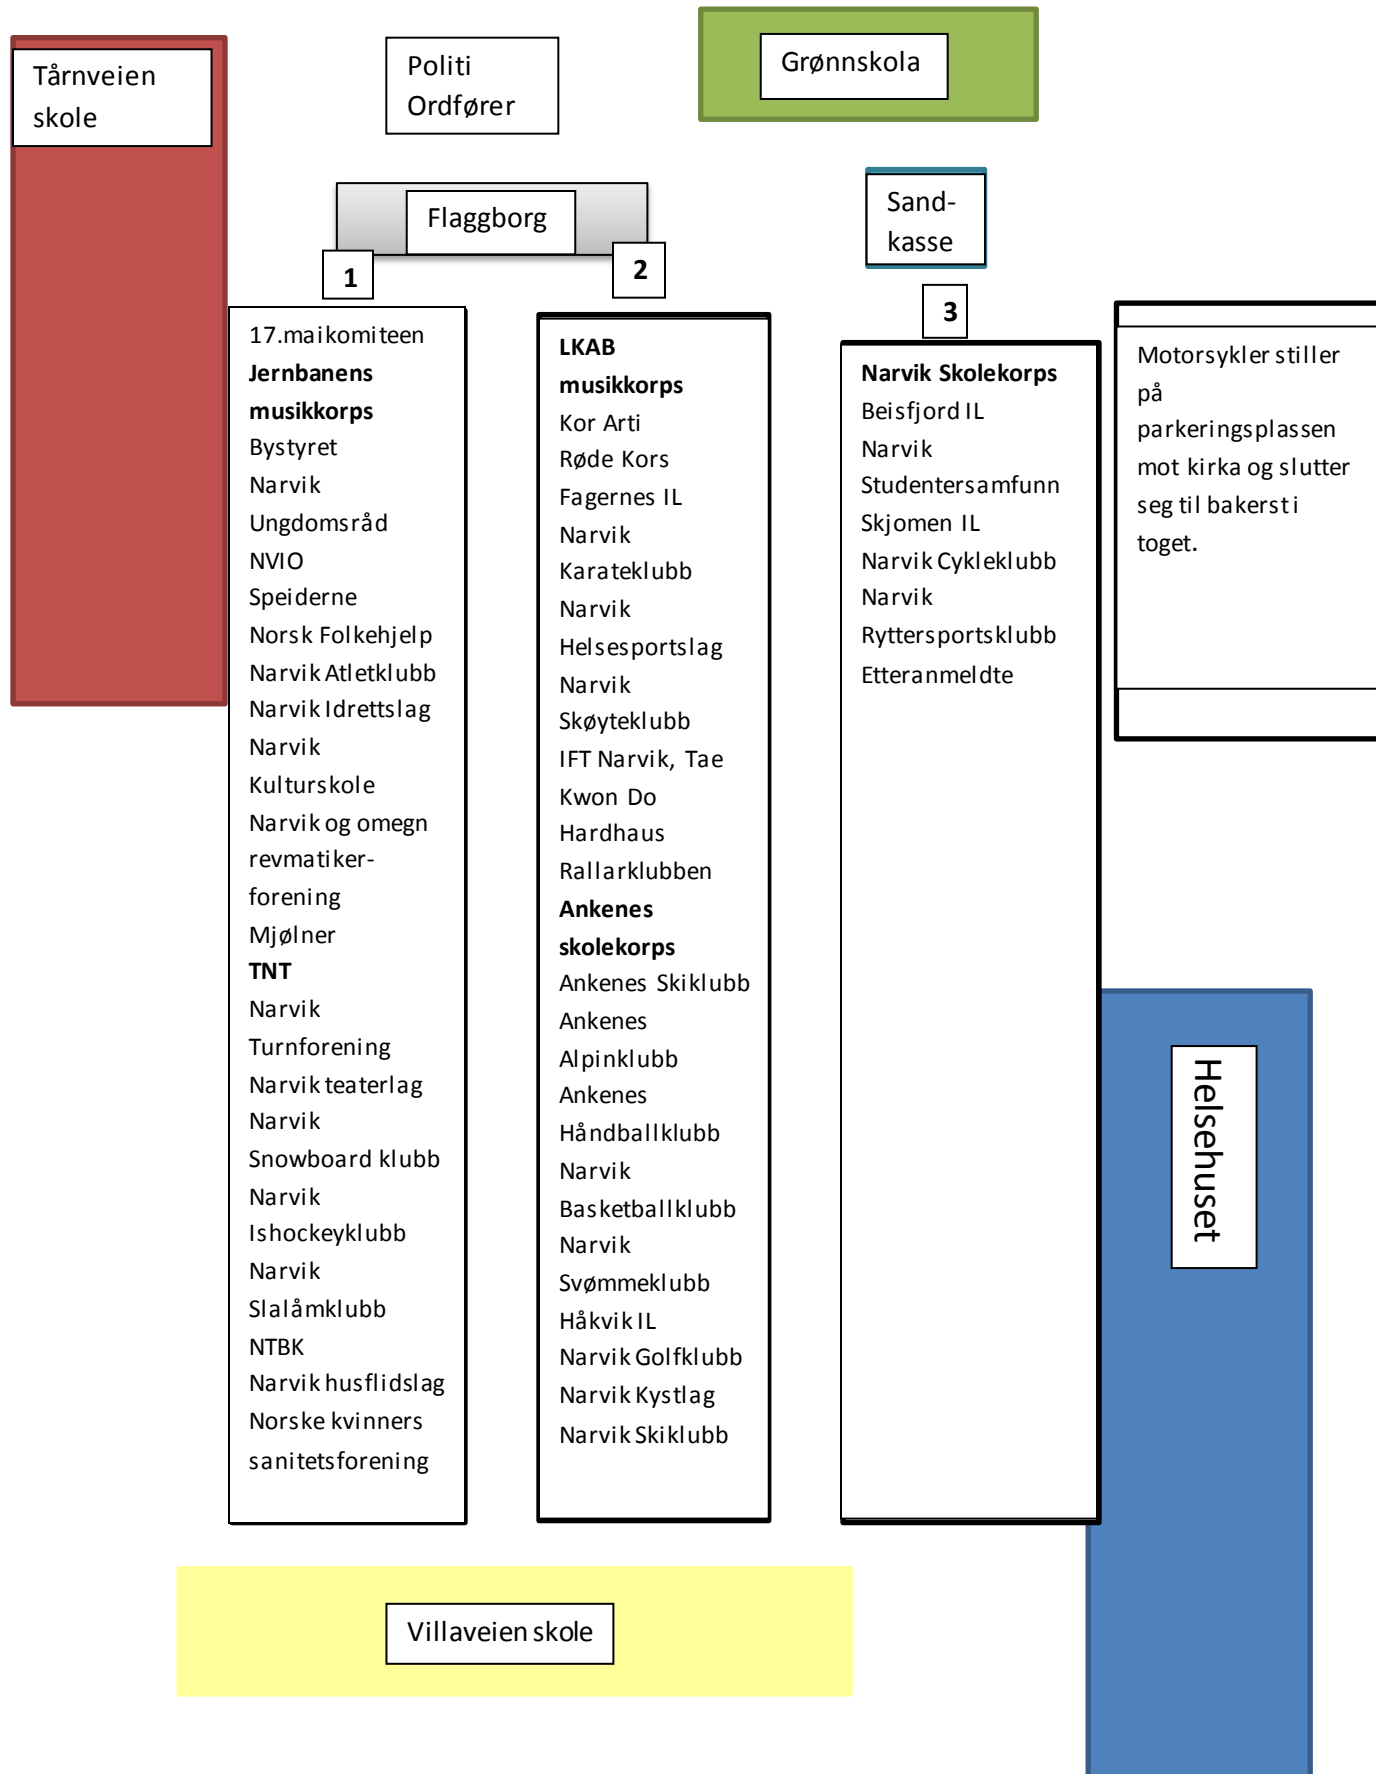 Tårnveien
skole
Politi
Ordfører
Grønnskola
Flaggborg
Sand-
kasse
1
2
3
17.maikomiteen
Jernbanens
musikkorps
Bystyret
Narvik
Ungdomsråd
NVIO
Speiderne
Norsk Folkehjelp
Narvik Atletklubb
Narvik Idrettslag
Narvik
Kulturskole
Narvik og omegn
revmatiker-
forening
Mjølner
TNT
Narvik
Turnforening
Narvik teaterlag
Narvik
Snowboard klubb
Narvik
Ishockeyklubb
Narvik
Slalåmklubb
NTBK
Narvik husflidslag
Norske kvinners
sanitetsforening
LKAB
musikkorps
Kor Arti
Røde Kors
Fagernes IL
Narvik
Karateklubb
Narvik
Helsesportslag
Narvik
Skøyteklubb
IFT Narvik, Tae
Kwon Do
Hardhaus
Rallarklubben
Ankenes
skolekorps
Ankenes Skiklubb
Ankenes
Alpinklubb
Ankenes
Håndballklubb
Narvik
Basketballklubb
Narvik
Svømmeklubb
Håkvik IL
Narvik Golfklubb
Narvik Kystlag
Narvik Skiklubb
Narvik Skolekorps
Beisfjord IL
Narvik
Studentersamfunn
Skjomen IL
Narvik Cykleklubb
Narvik
Ryttersportsklubb
Etteranmeldte
Motorsykler stiller
på
parkeringsplassen
mot kirka og slutter
seg til bakerst i
toget.
Helsehuset
Villaveien skole